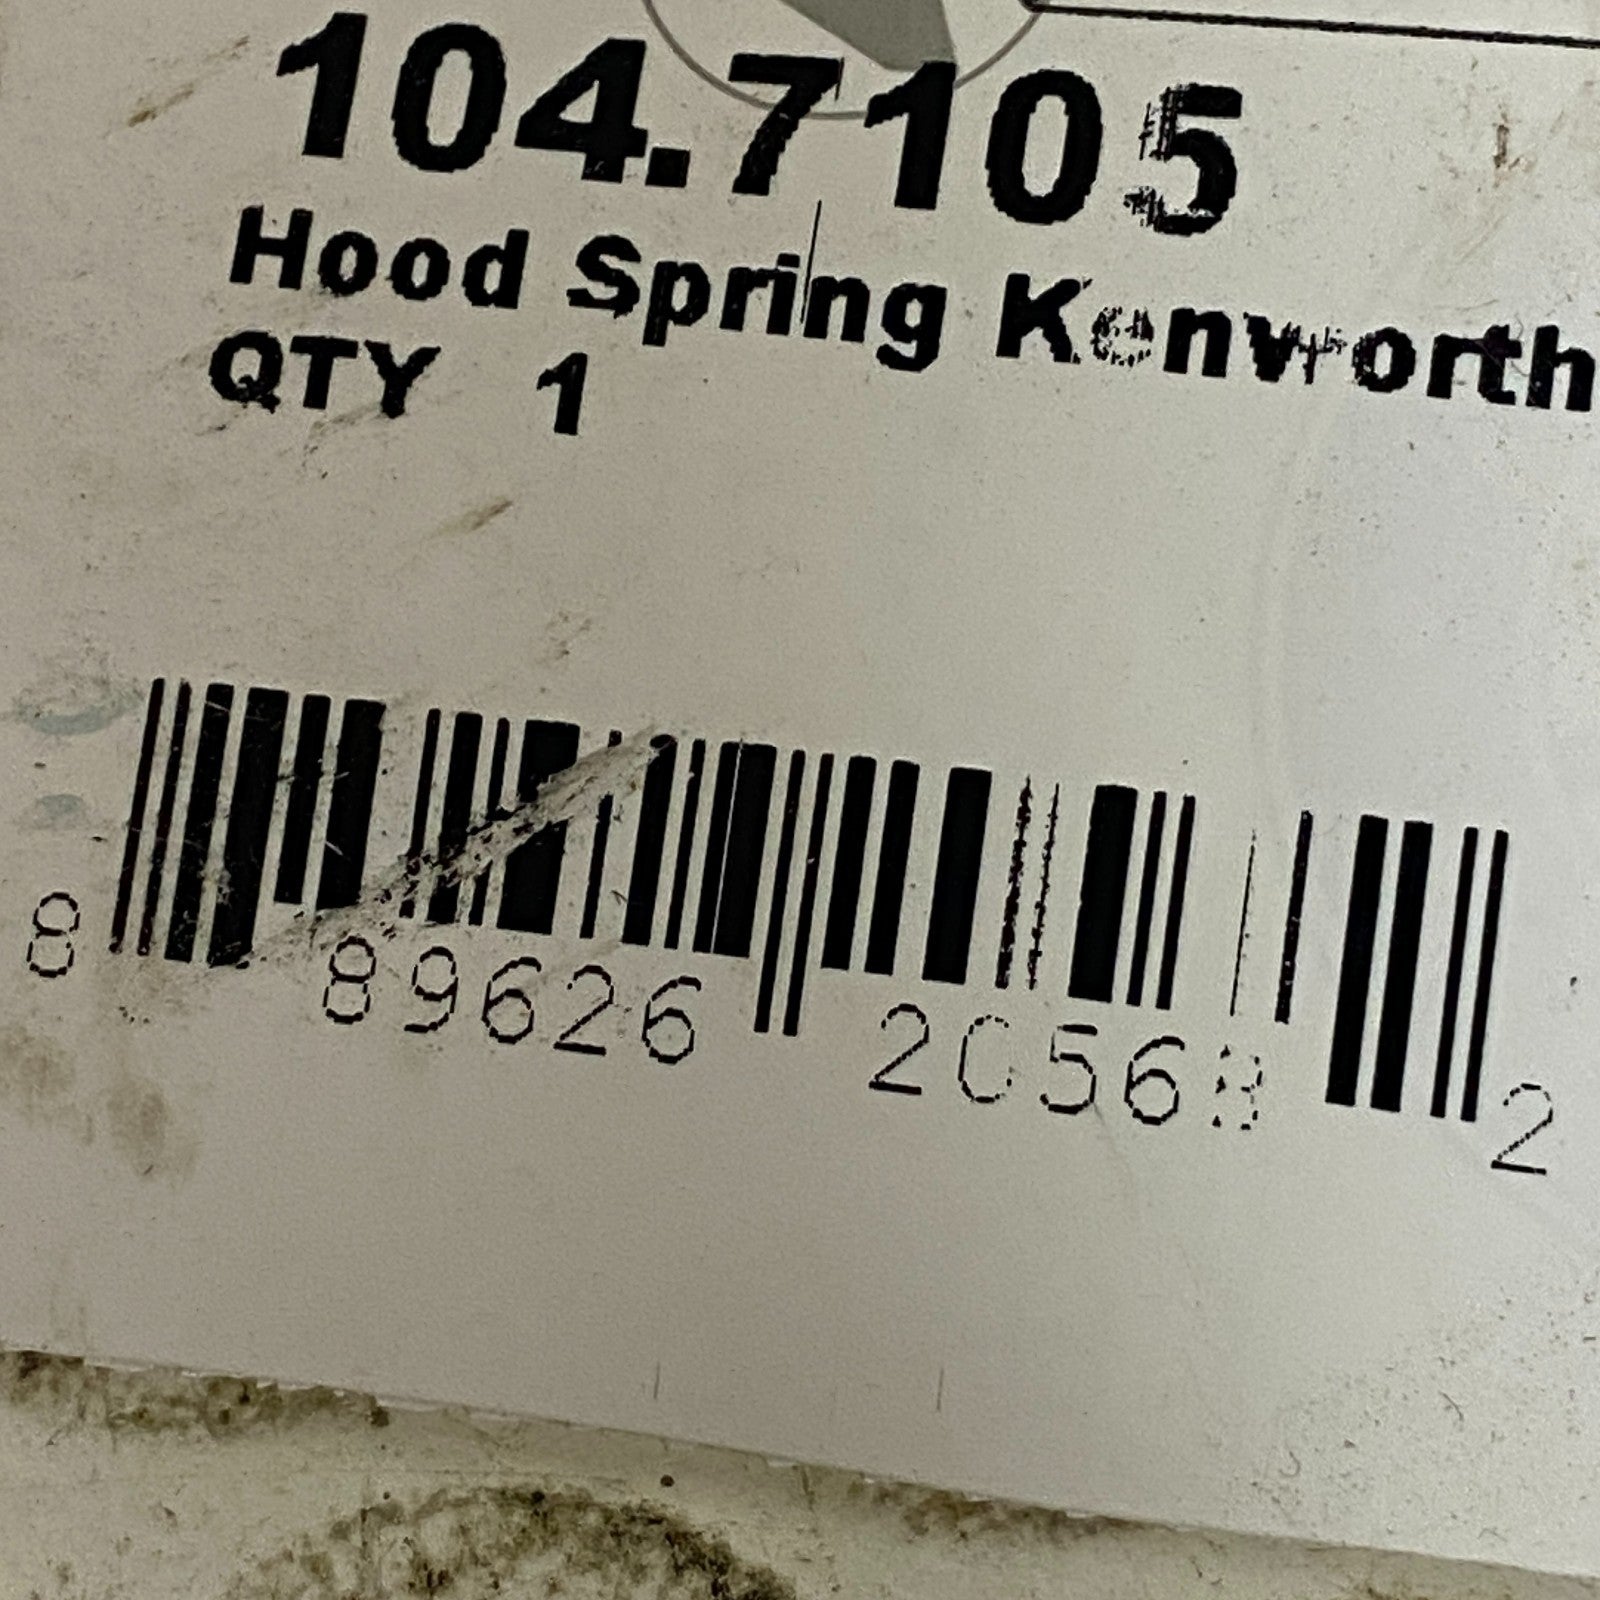 104.7105
Hood Spring Kenworth
QTY 1
8 89626 20568 2